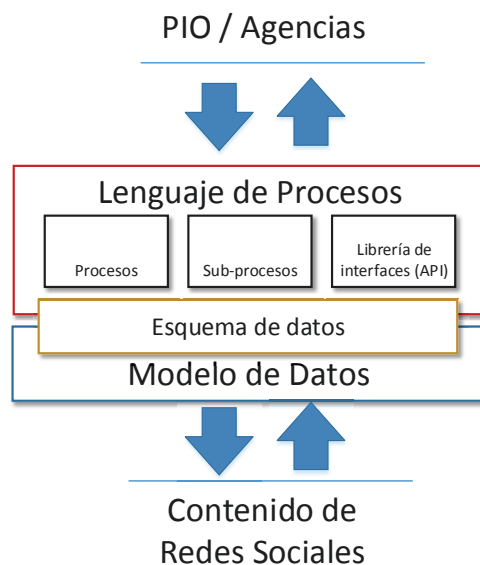 PIO / Agencias
Lenguaje de Procesos
Procesos
Sub-procesos
Librería de
interfaces (API)
Esquema de datos
Modelo de Datos
Contenido de
Redes Sociales